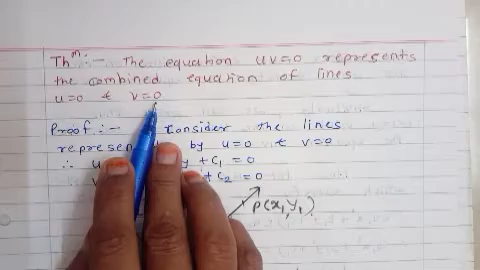 Thᵐ :- The equation uv=0 represents
the combined equation of lines
u=0 & v=0
Proof :- Consider the lines
by u=0 & v=0
∴ u + C₁ = 0
+ C₂ = 0
P(x₁, y₁)